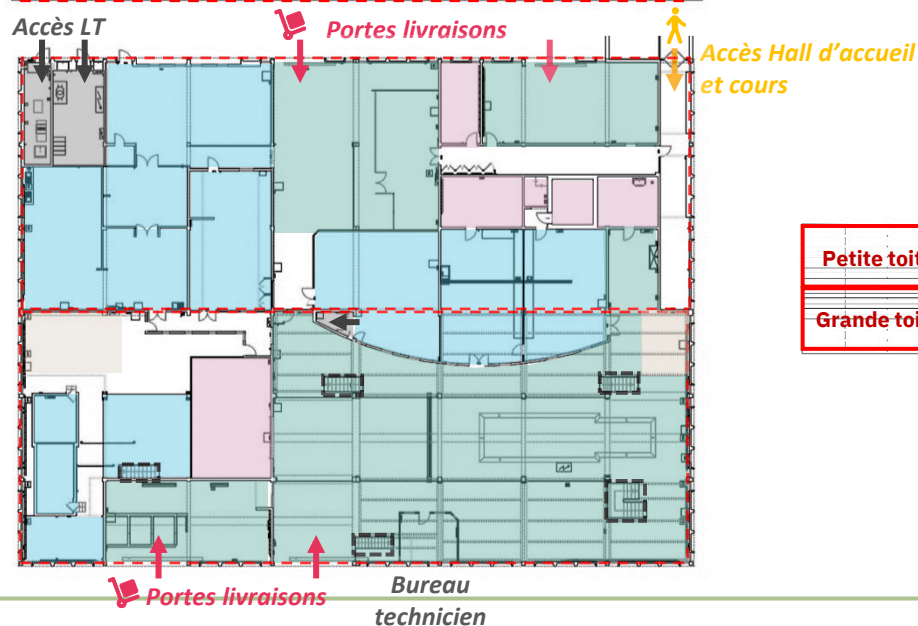 Accès LT
Portes livraisons
Accès Hall d'accueil
et cours
Petite toit
Grande toi
Portes livraisons
Bureau
technicien